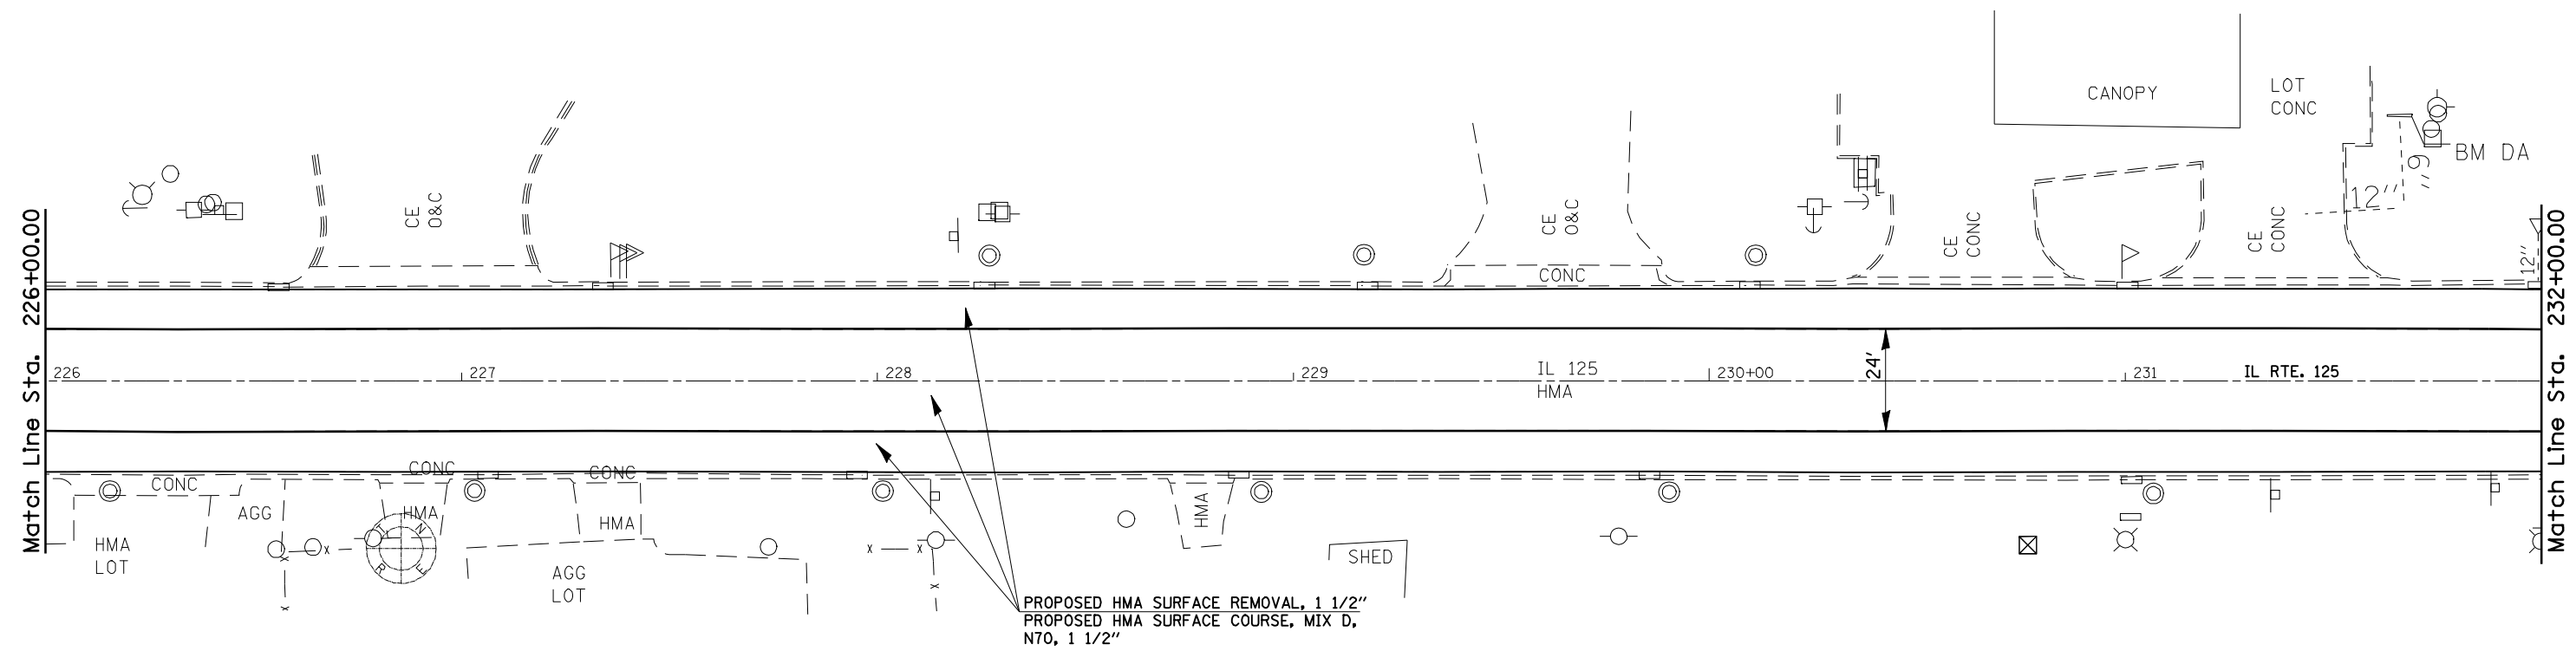 CANOPY
LOT
CONC
BM DA
6"
12"
12"
CE
O&C
CE
O&C
CE
CONC
CE
CONC
CONC
Match Line Sta. 226+00.00
Match Line Sta. 232+00.00
226
227
228
229
230+00
231
IL 125
HMA
24'
IL RTE. 125
CONC
CONC
CONC
AGG
HMA
HMA
HMA
HMA
LOT
AGG
LOT
SHED
PROPOSED HMA SURFACE REMOVAL, 1 1/2"
PROPOSED HMA SURFACE COURSE, MIX D,
N70, 1 1/2"